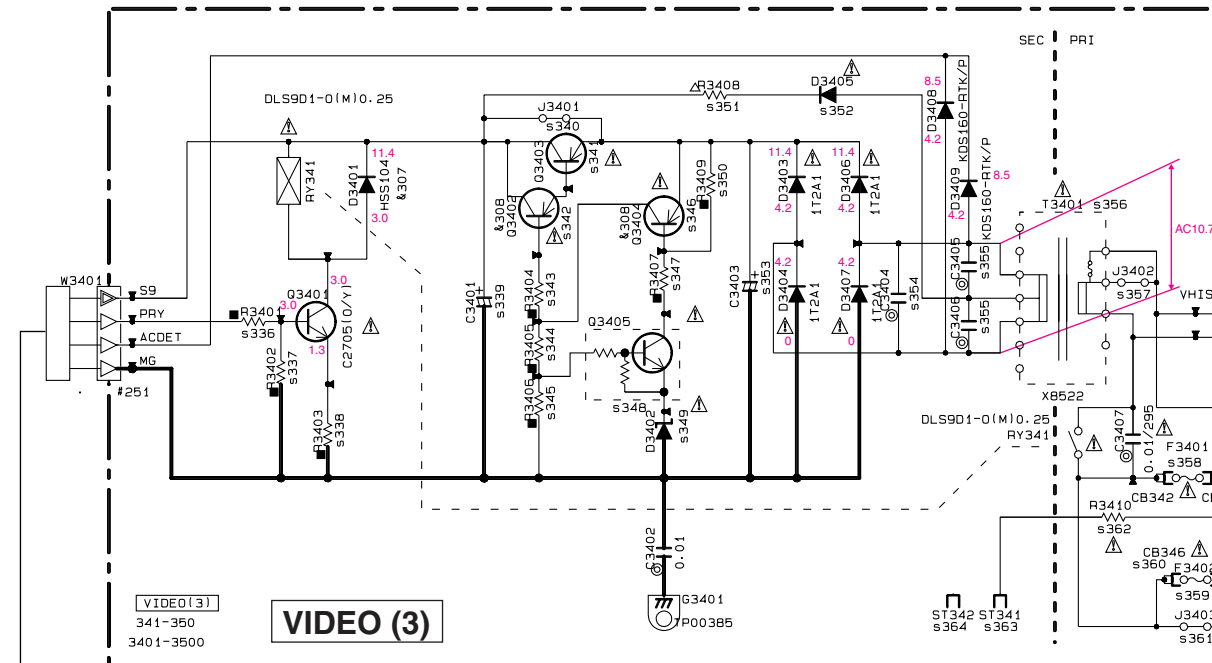 SEC PRI
DLS9D1-0(M)0.25
RY341
11.4
D3401
HSS104
&307
3.0
J3401
s340
Q3403
s341
&308
Q3402
s342
R3408
s351
D3405
s352
8.5
D3408
4.2
KDS160-RTK/P
8.5
D3409
4.2
KDS160-RTK/P
R3409
s350
&308
Q3404
s346
11.4
D3403
4.2
1T2A1
11.4
D3406
4.2
1T2A1
T3401 s356
AC10.7
W3401
S9
PRY
ACDET
MG
#251
R3401
s336
3.0
Q3401
3.0
1.3
C2705(O/Y)
R3402
s337
R3403
s338
C3401
s339
R3404
s343
R3405
s344
R3406
s345
R3407
s347
Q3405
s348
D3402
s349
C3403
s353
4.2
D3404
0
1T2A1
4.2
D3407
0
1T2A1
C3404
s354
C3405
s355
C3406
s355
J3402
s357
VHIS
X8522
DLS9D1-0(M)0.25
RY341
C3407
0.01/295
F3401
s358
CB342
R3410
s362
CB346
s360
F3402
s359
J3403
s361
C3402
0.01
G3401
TP00385
ST342
s364
ST341
s363
VIDEO(3)
341-350
3401-3500
VIDEO (3)